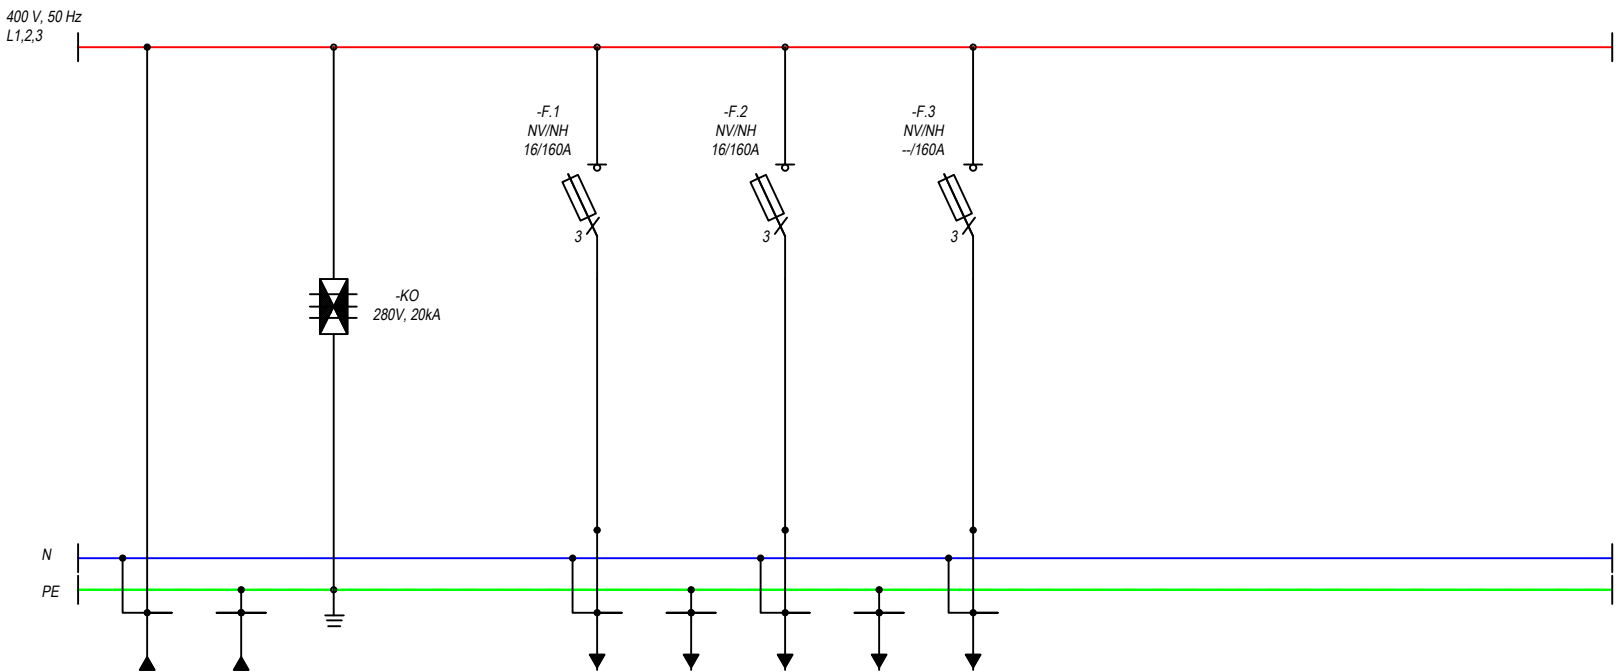 400 V, 50 Hz
L1,2,3
-F.1
NV/NH
16/160A
-F.2
NV/NH
16/160A
-F.3
NV/NH
--/160A
3
3
3
-KO
280V, 20kA
N
PE